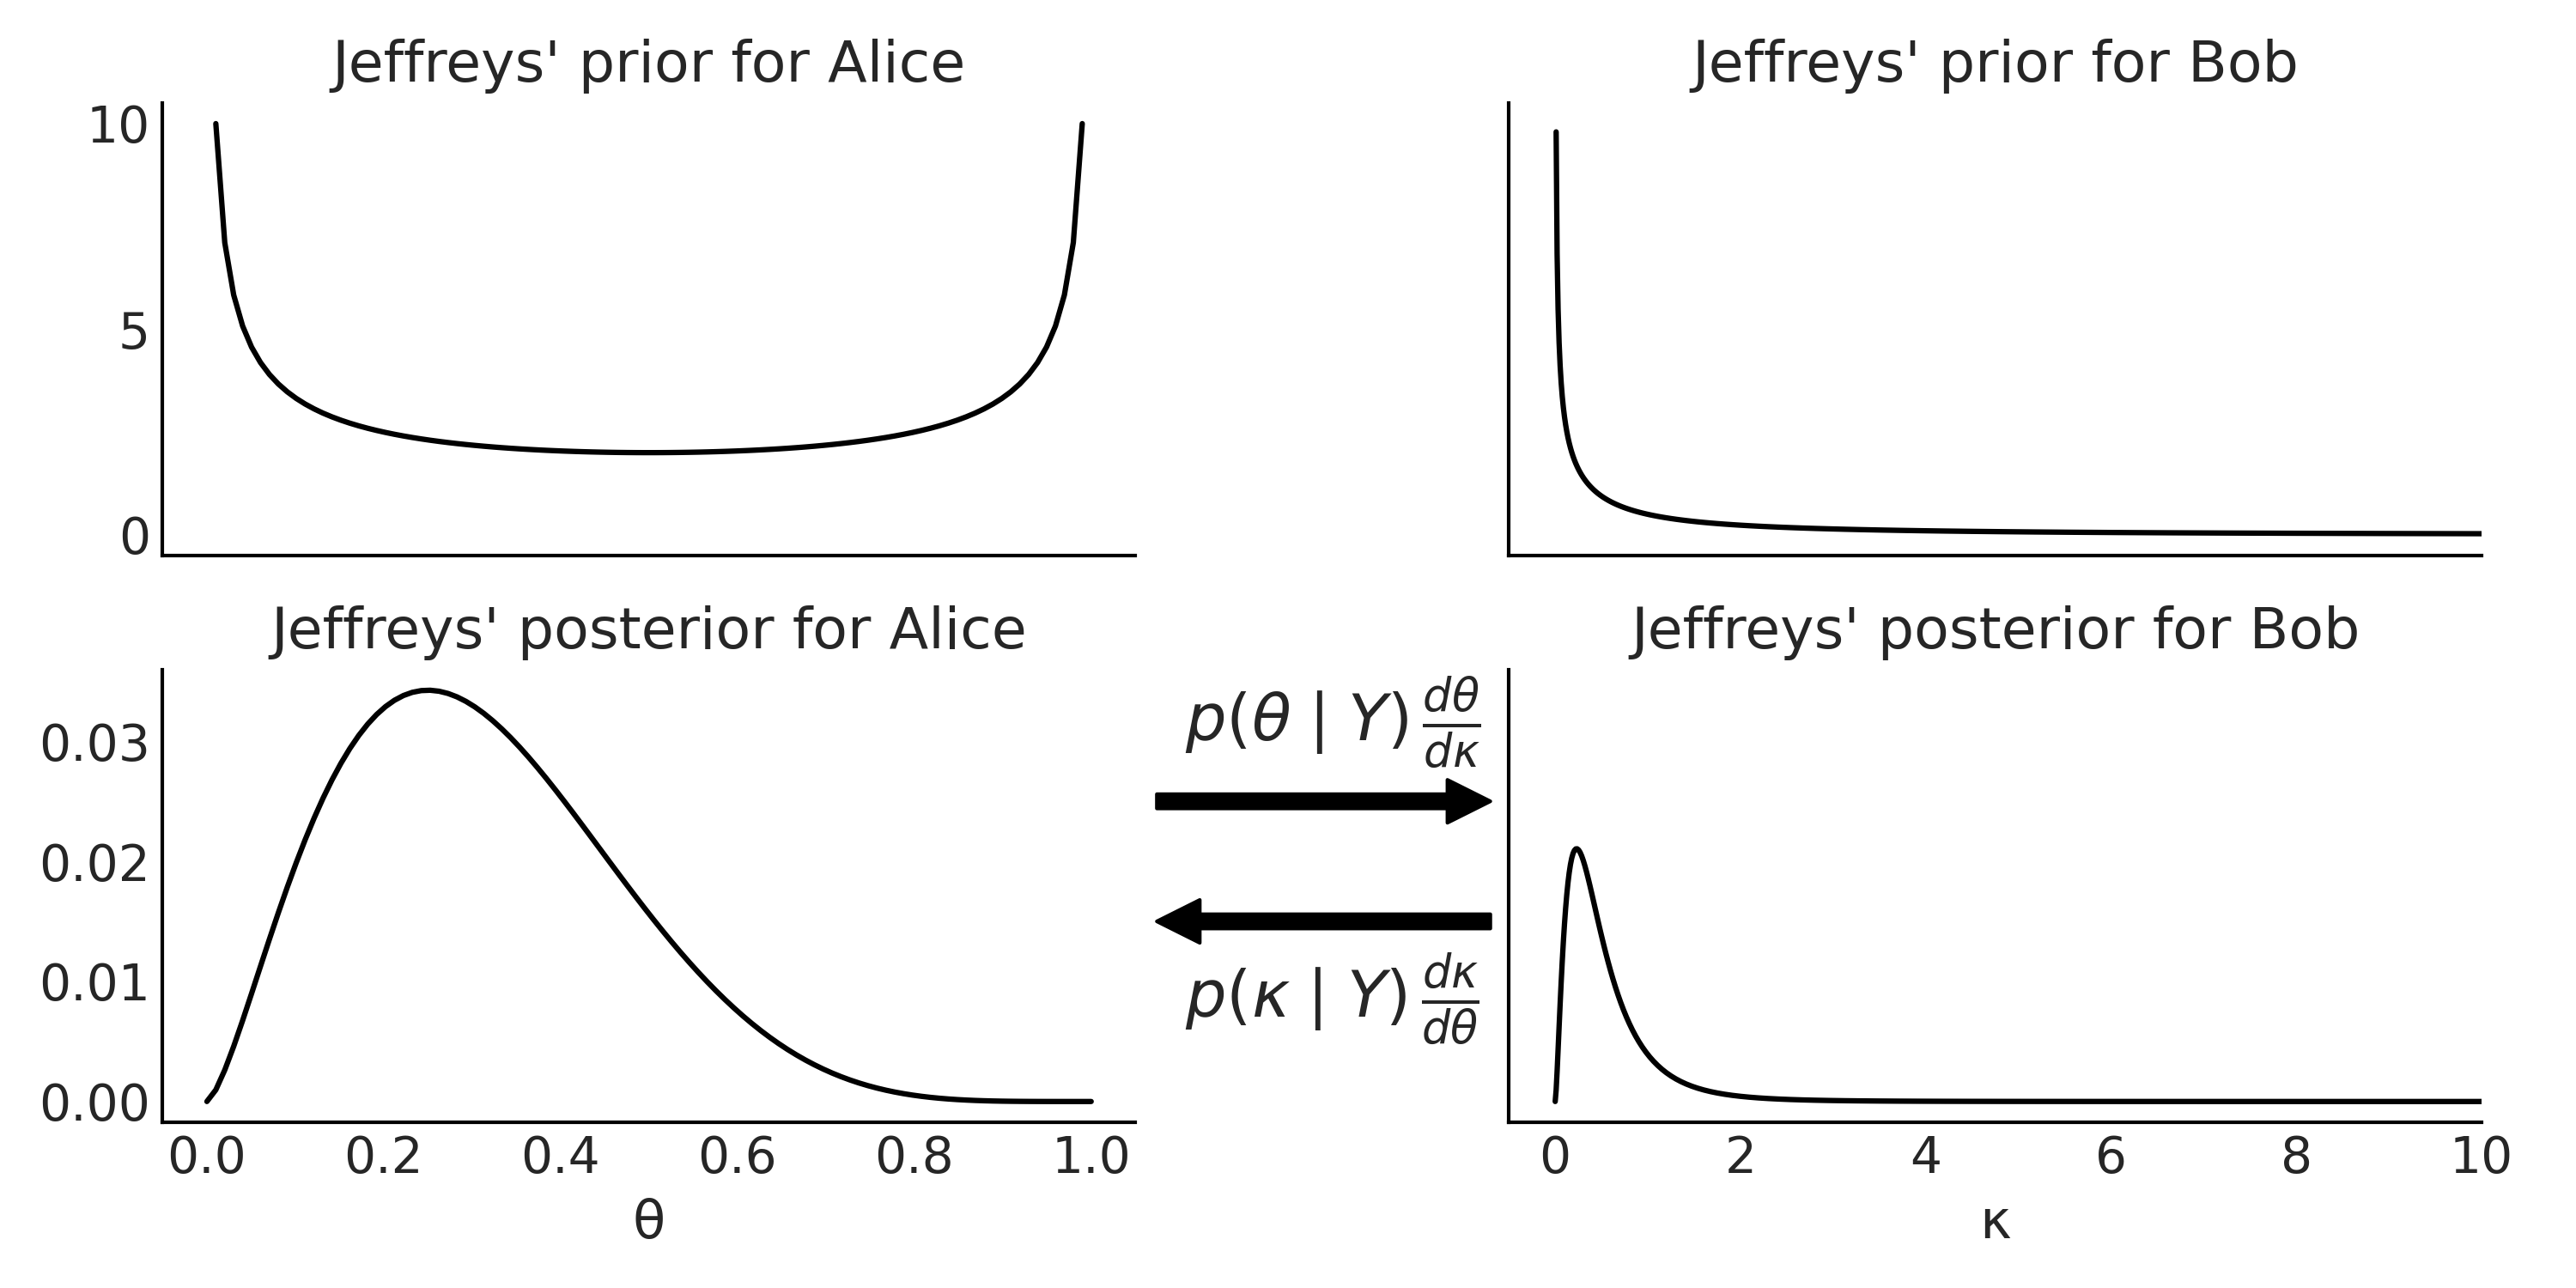 Jeffreys' prior for Alice
10
5
0
Jeffreys' prior for Bob
Jeffreys' posterior for Alice
0.03
0.02
0.01
0.00
0.0 0.2 0.4 0.6 0.8 1.0
θ
p(θ | Y) dθ/dκ
p(κ | Y) dκ/dθ
Jeffreys' posterior for Bob
0 2 4 6 8 10
κ